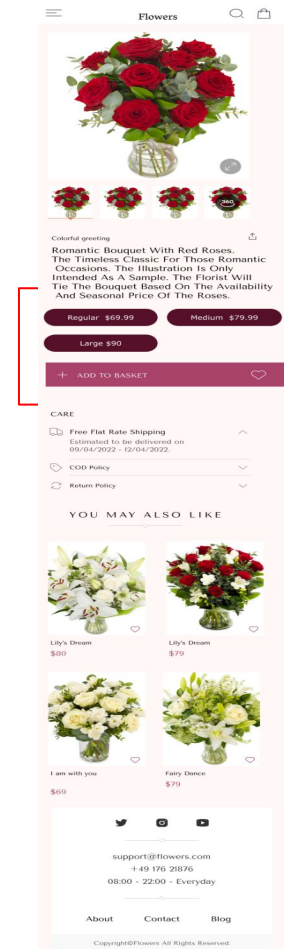 Flowers
360
Colorful greeting
Romantic Bouquet With Red Roses.
The Timeless Classic For Those Romantic
Occasions. The Illustration Is Only
Intended As A Sample. The Florist Will
Tie The Bouquet Based On The Availability
And Seasonal Price Of The Roses.
Regular $69.99
Medium $79.99
Large $90
+ ADD TO BASKET
CARE
Free Flat Rate Shipping
Estimated to be delivered on
09/04/2022 - 12/04/2022.
COD Policy
Return Policy
YOU MAY ALSO LIKE
Lily's Dream
$80
Lily's Dream
$79
I am with you
$69
Fairy Dance
$79
support@flowers.com
+49 176 21876
08:00 - 22:00 - Everyday
About
Contact
Blog
Copyright©Flowers All Rights Reserved.